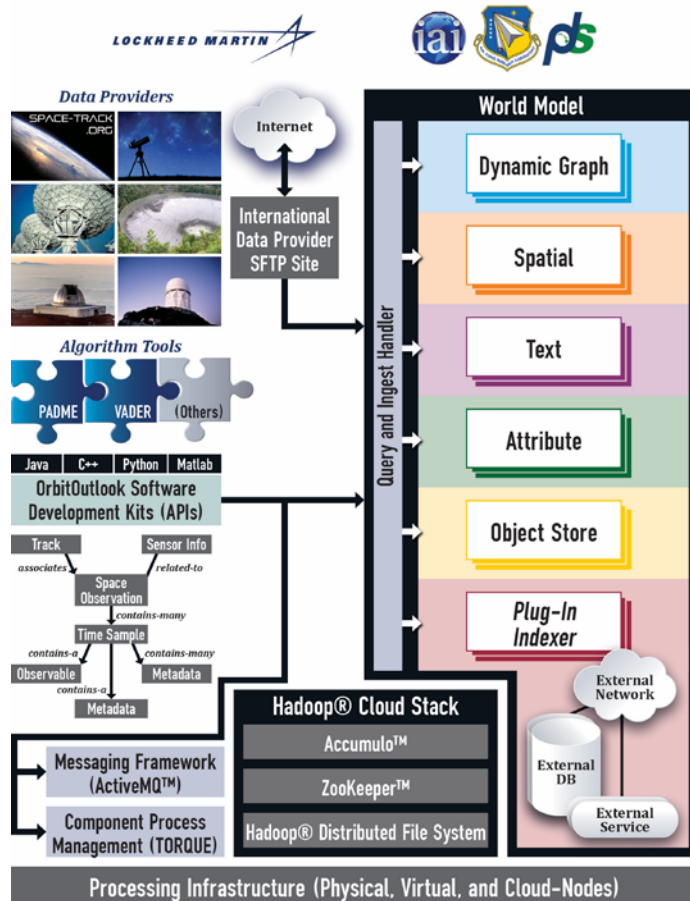 LOCKHEED MARTIN
iai
pds
Data Providers
SPACE-TRACK
.ORG
Internet
International
Data Provider
SFTP Site
Algorithm Tools
PADME
VADER
(Others)
Java
C++
Python
Matlab
OrbitOutlook Software
Development Kits (APIs)
Track
Sensor Info
associates
related-to
Space
Observation
contains-many
Time Sample
contains-a
contains-many
Observable
Metadata
contains-a
Metadata
Messaging Framework
(ActiveMQ™)
Component Process
Management (TORQUE)
Hadoop® Cloud Stack
Accumulo™
ZooKeeper™
Hadoop® Distributed File System
World Model
Query and Ingest Handler
Dynamic Graph
Spatial
Text
Attribute
Object Store
Plug-In
Indexer
External
Network
External
DB
External
Service
Processing Infrastructure (Physical, Virtual, and Cloud-Nodes)